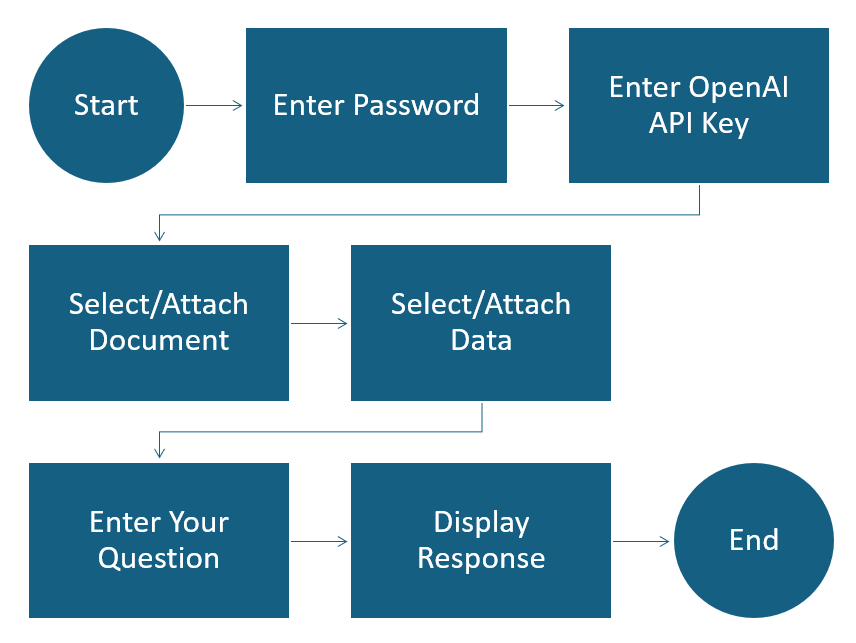 Start
Enter Password
Enter OpenAI
API Key
Select/Attach
Document
Select/Attach
Data
Enter Your
Question
Display
Response
End